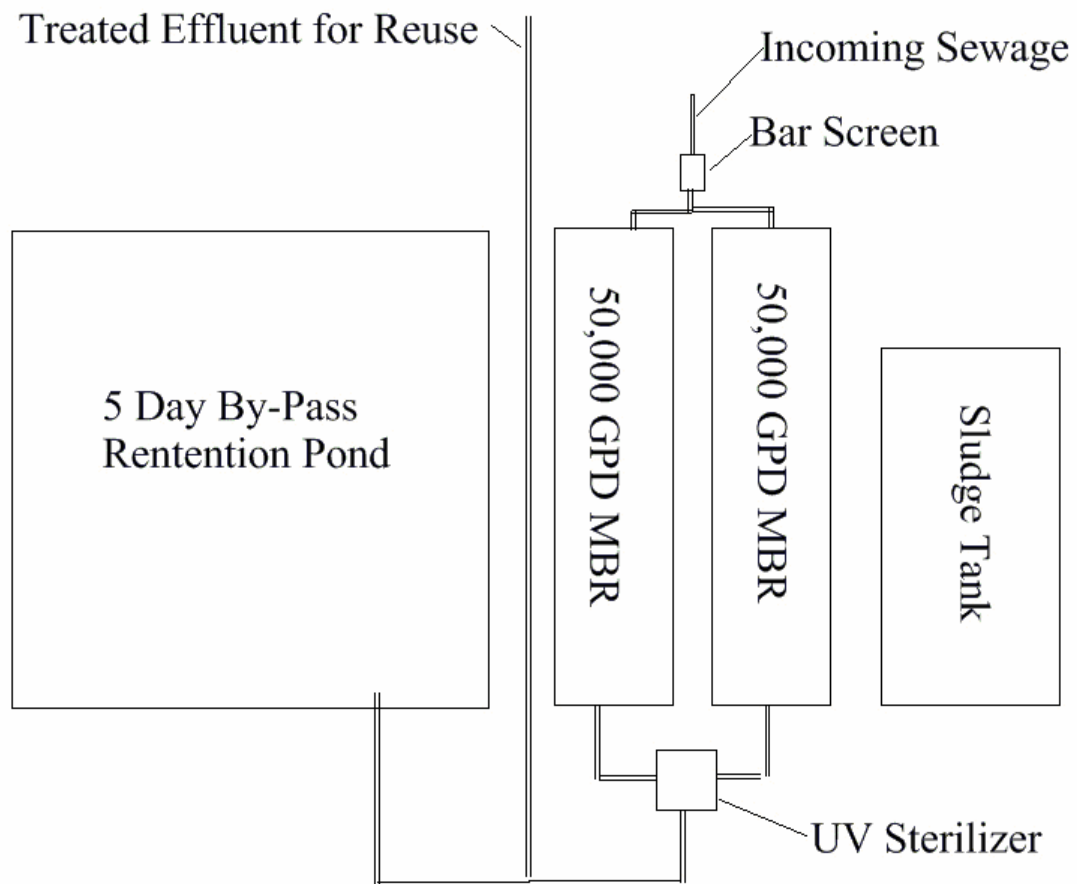 Treated Effluent for Reuse
Incoming Sewage
Bar Screen
5 Day By-Pass
Rentention Pond
50,000 GPD MBR
50,000 GPD MBR
Sludge Tank
UV Sterilizer